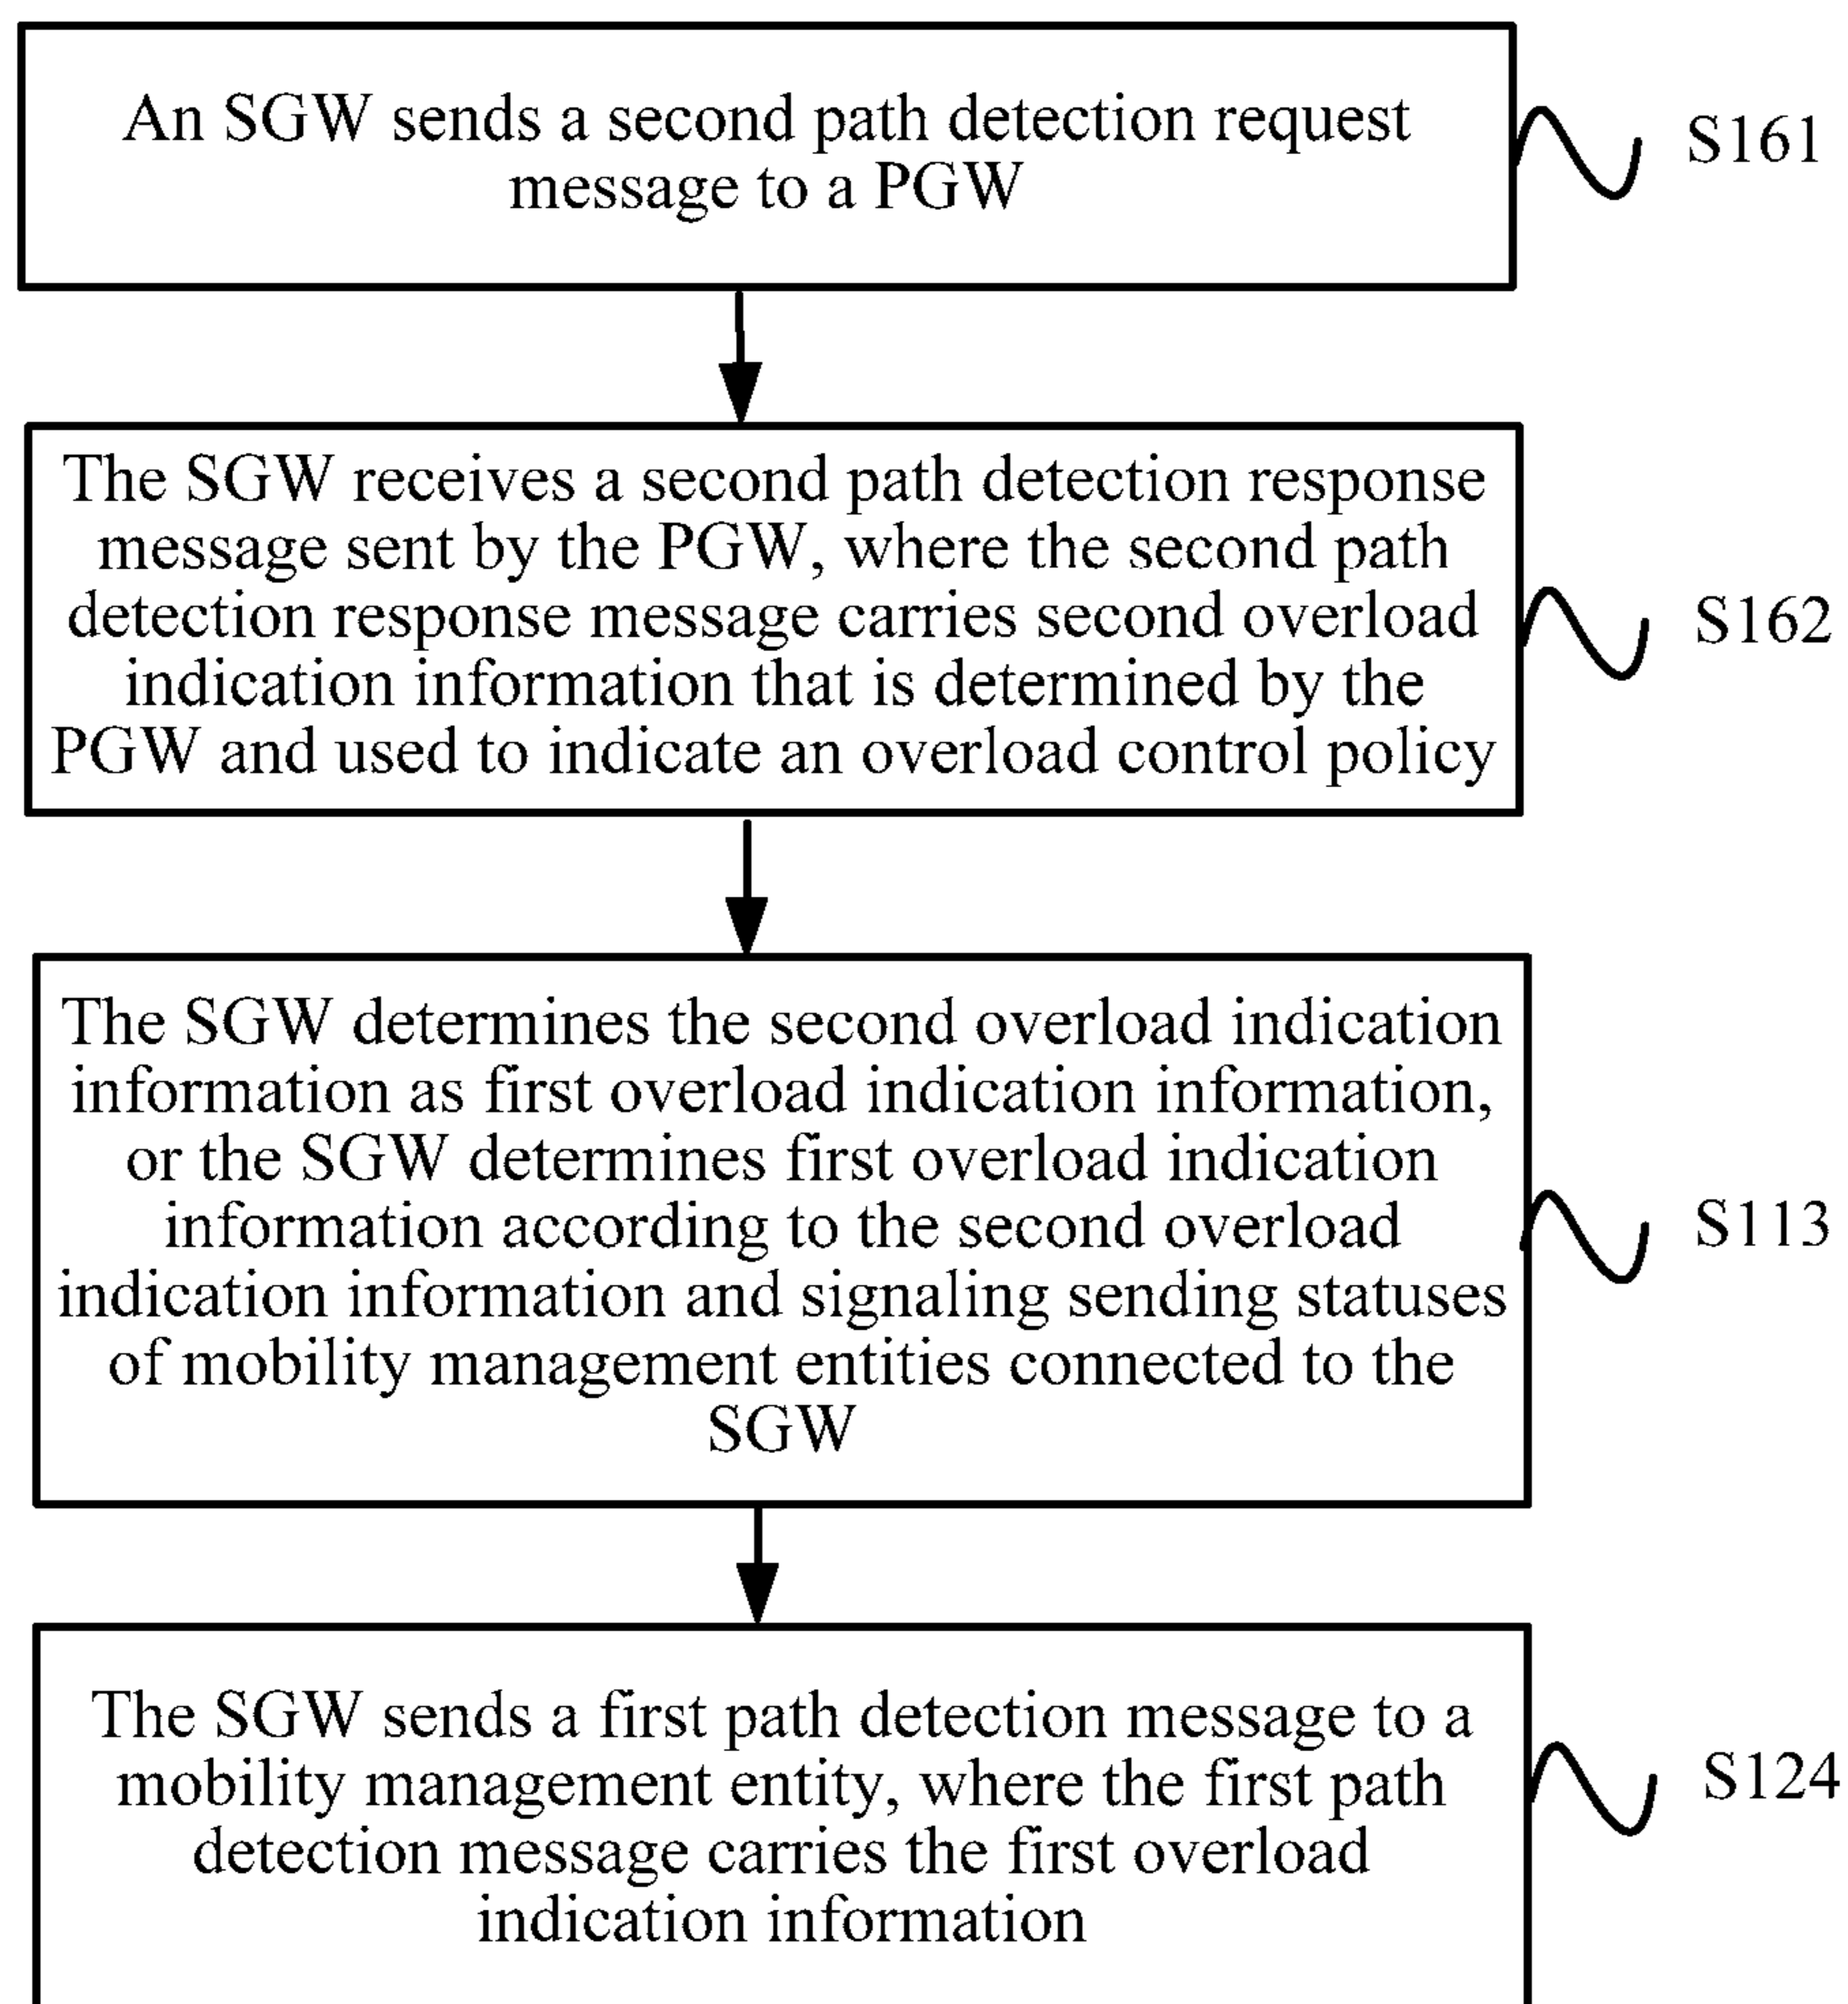 An SGW sends a second path detection request
message to a PGW
S161
The SGW receives a second path detection response
message sent by the PGW, where the second path
detection response message carries second overload
indication information that is determined by the
PGW and used to indicate an overload control policy
S162
The SGW determines the second overload indication
information as first overload indication information,
or the SGW determines first overload indication
information according to the second overload
indication information and signaling sending statuses
of mobility management entities connected to the
SGW
S113
The SGW sends a first path detection message to a
mobility management entity, where the first path
detection message carries the first overload
indication information
S124